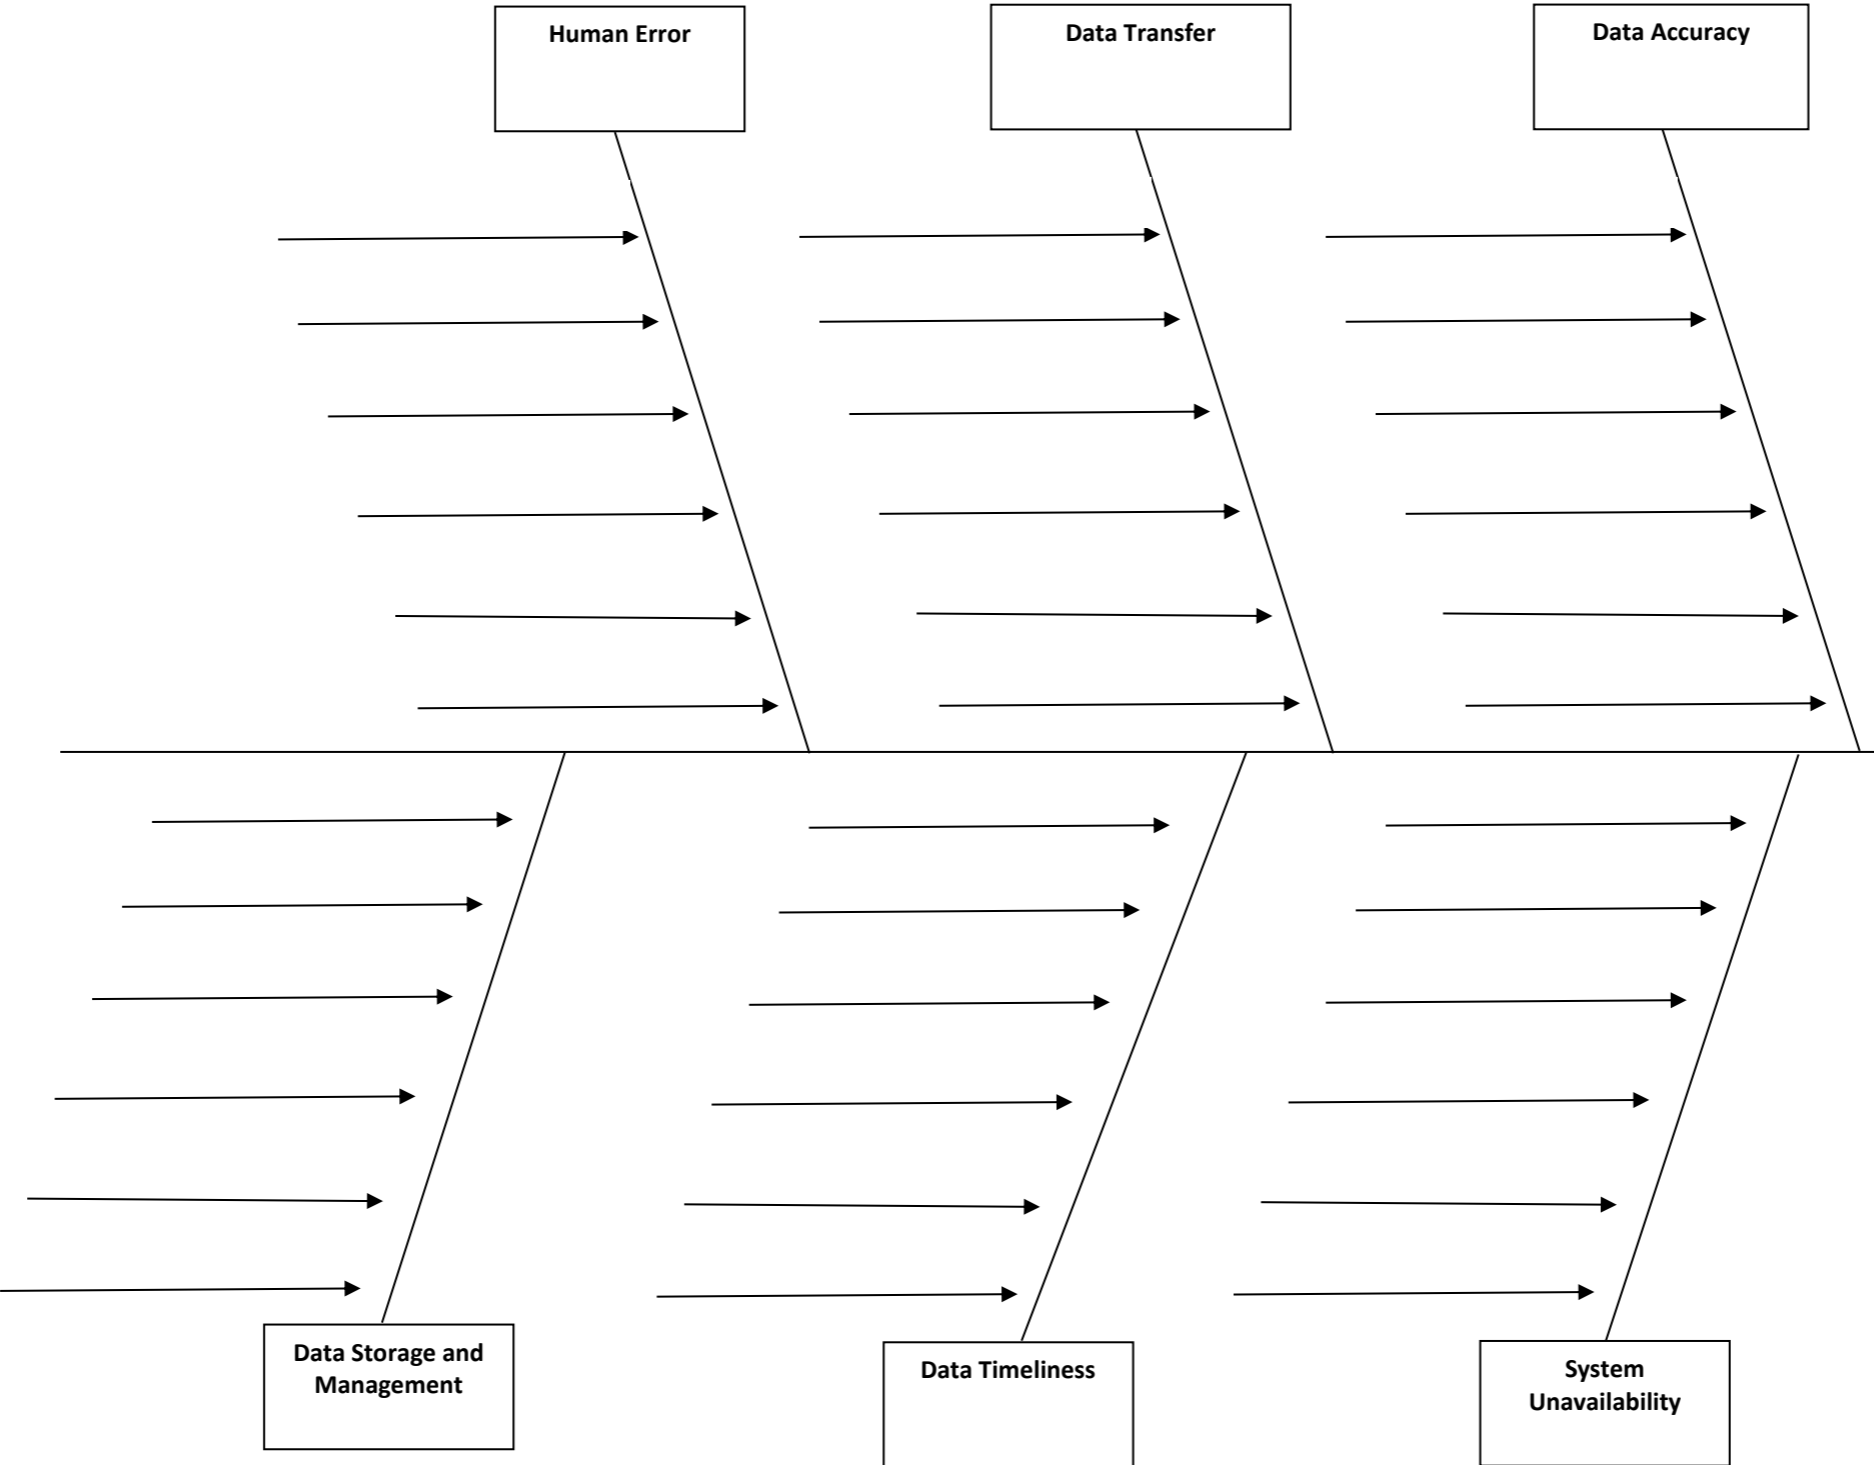 Human Error
Data Transfer
Data Accuracy
Data Storage and
Management
Data Timeliness
System
Unavailability